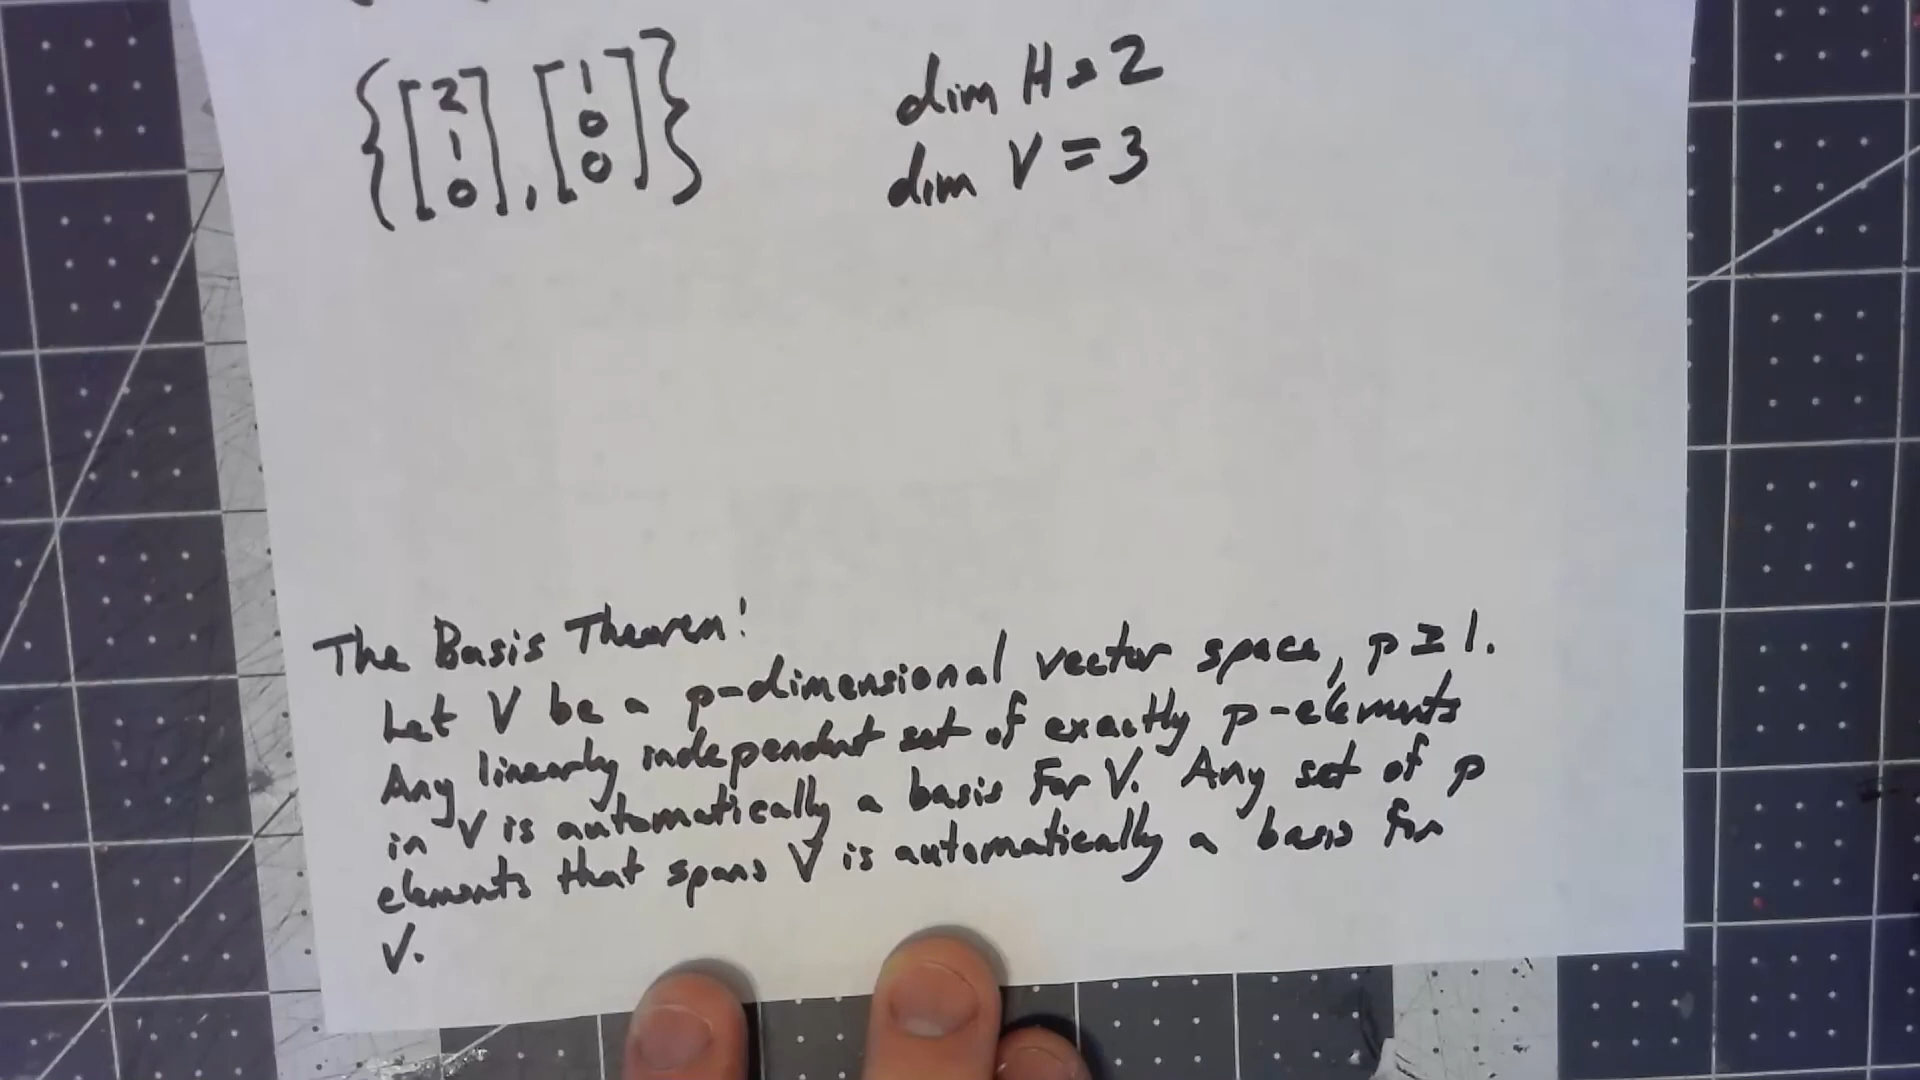 {[2 1 0], [1 0 0]}
dim H = 2
dim V = 3
The Basis Theorem:
Let V be a p-dimensional vector space, p ≥ 1.
Any linearly independent set of exactly p-elements
in V is automatically a basis for V. Any set of p
elements that spans V is automatically a basis for
V.